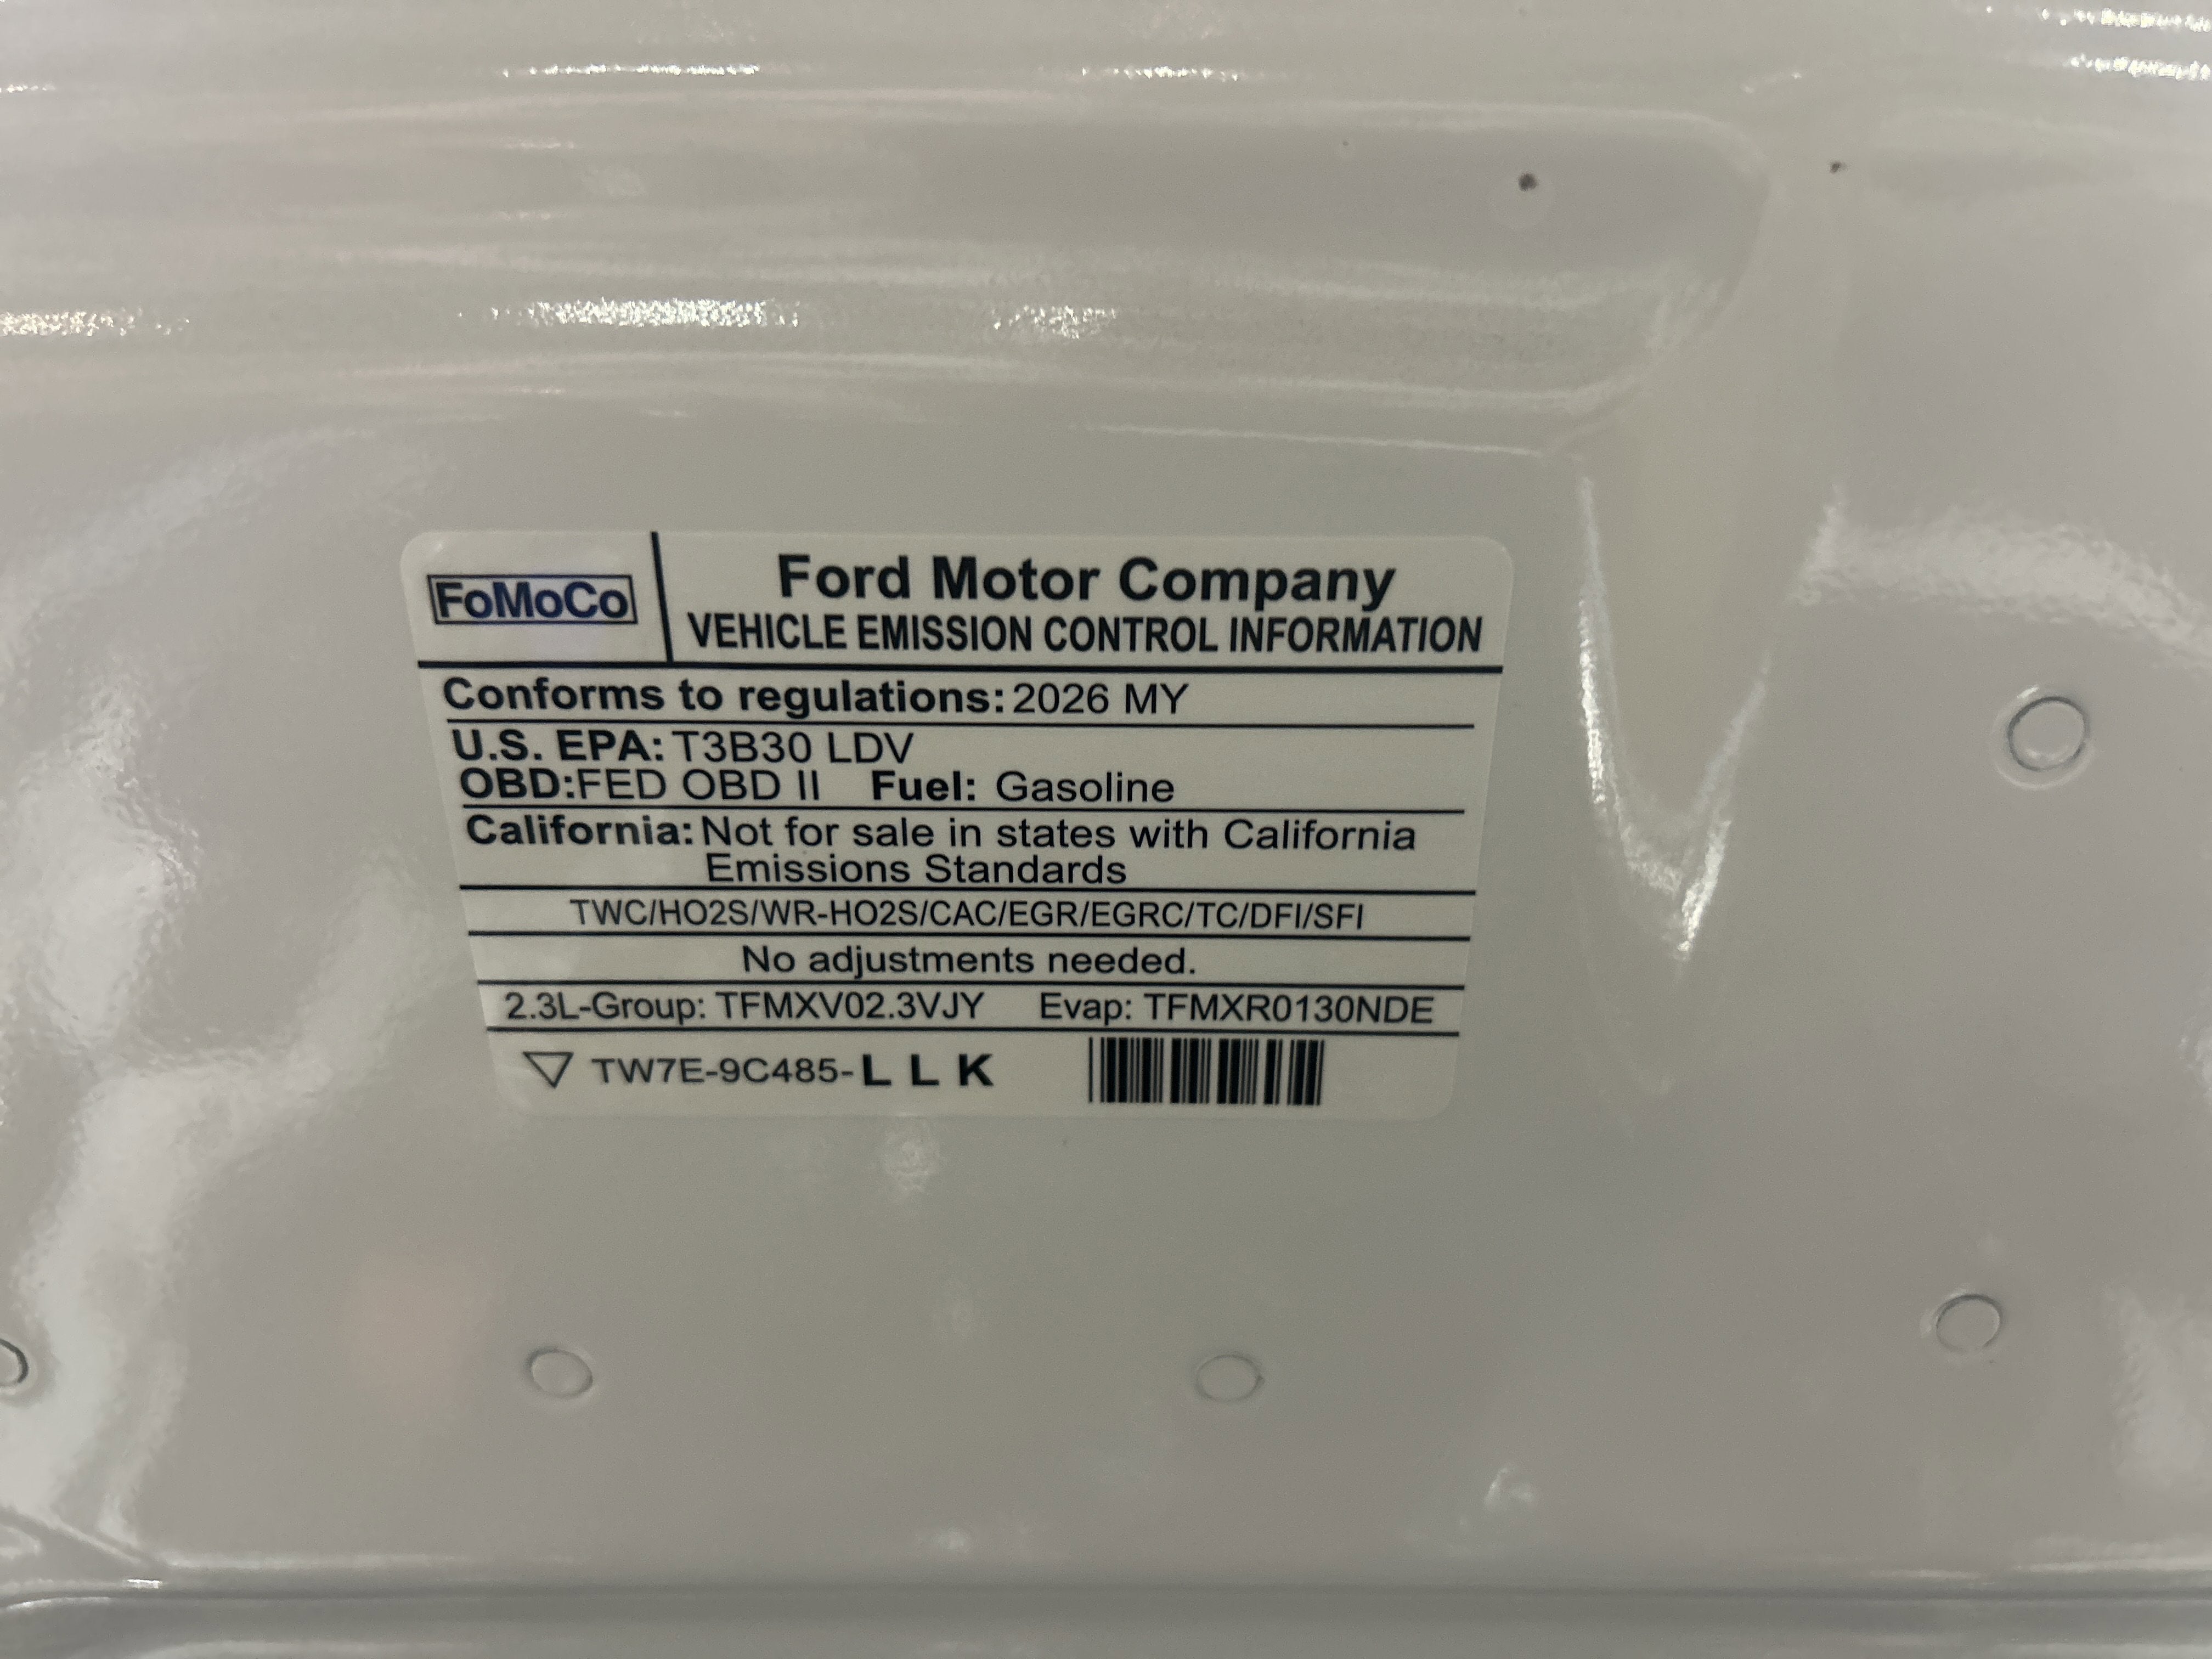 FoMoCo
Ford Motor Company
VEHICLE EMISSION CONTROL INFORMATION
Conforms to regulations: 2026 MY
U.S. EPA: T3B30 LDV
OBD:FED OBD II Fuel: Gasoline
California: Not for sale in states with California
Emissions Standards
TWC/HO2S/WR-HO2S/CAC/EGR/EGRC/TC/DFI/SFI
No adjustments needed.
2.3L-Group: TFMXV02.3VJY Evap: TFMXR0130NDE
TW7E-9C485-L L K